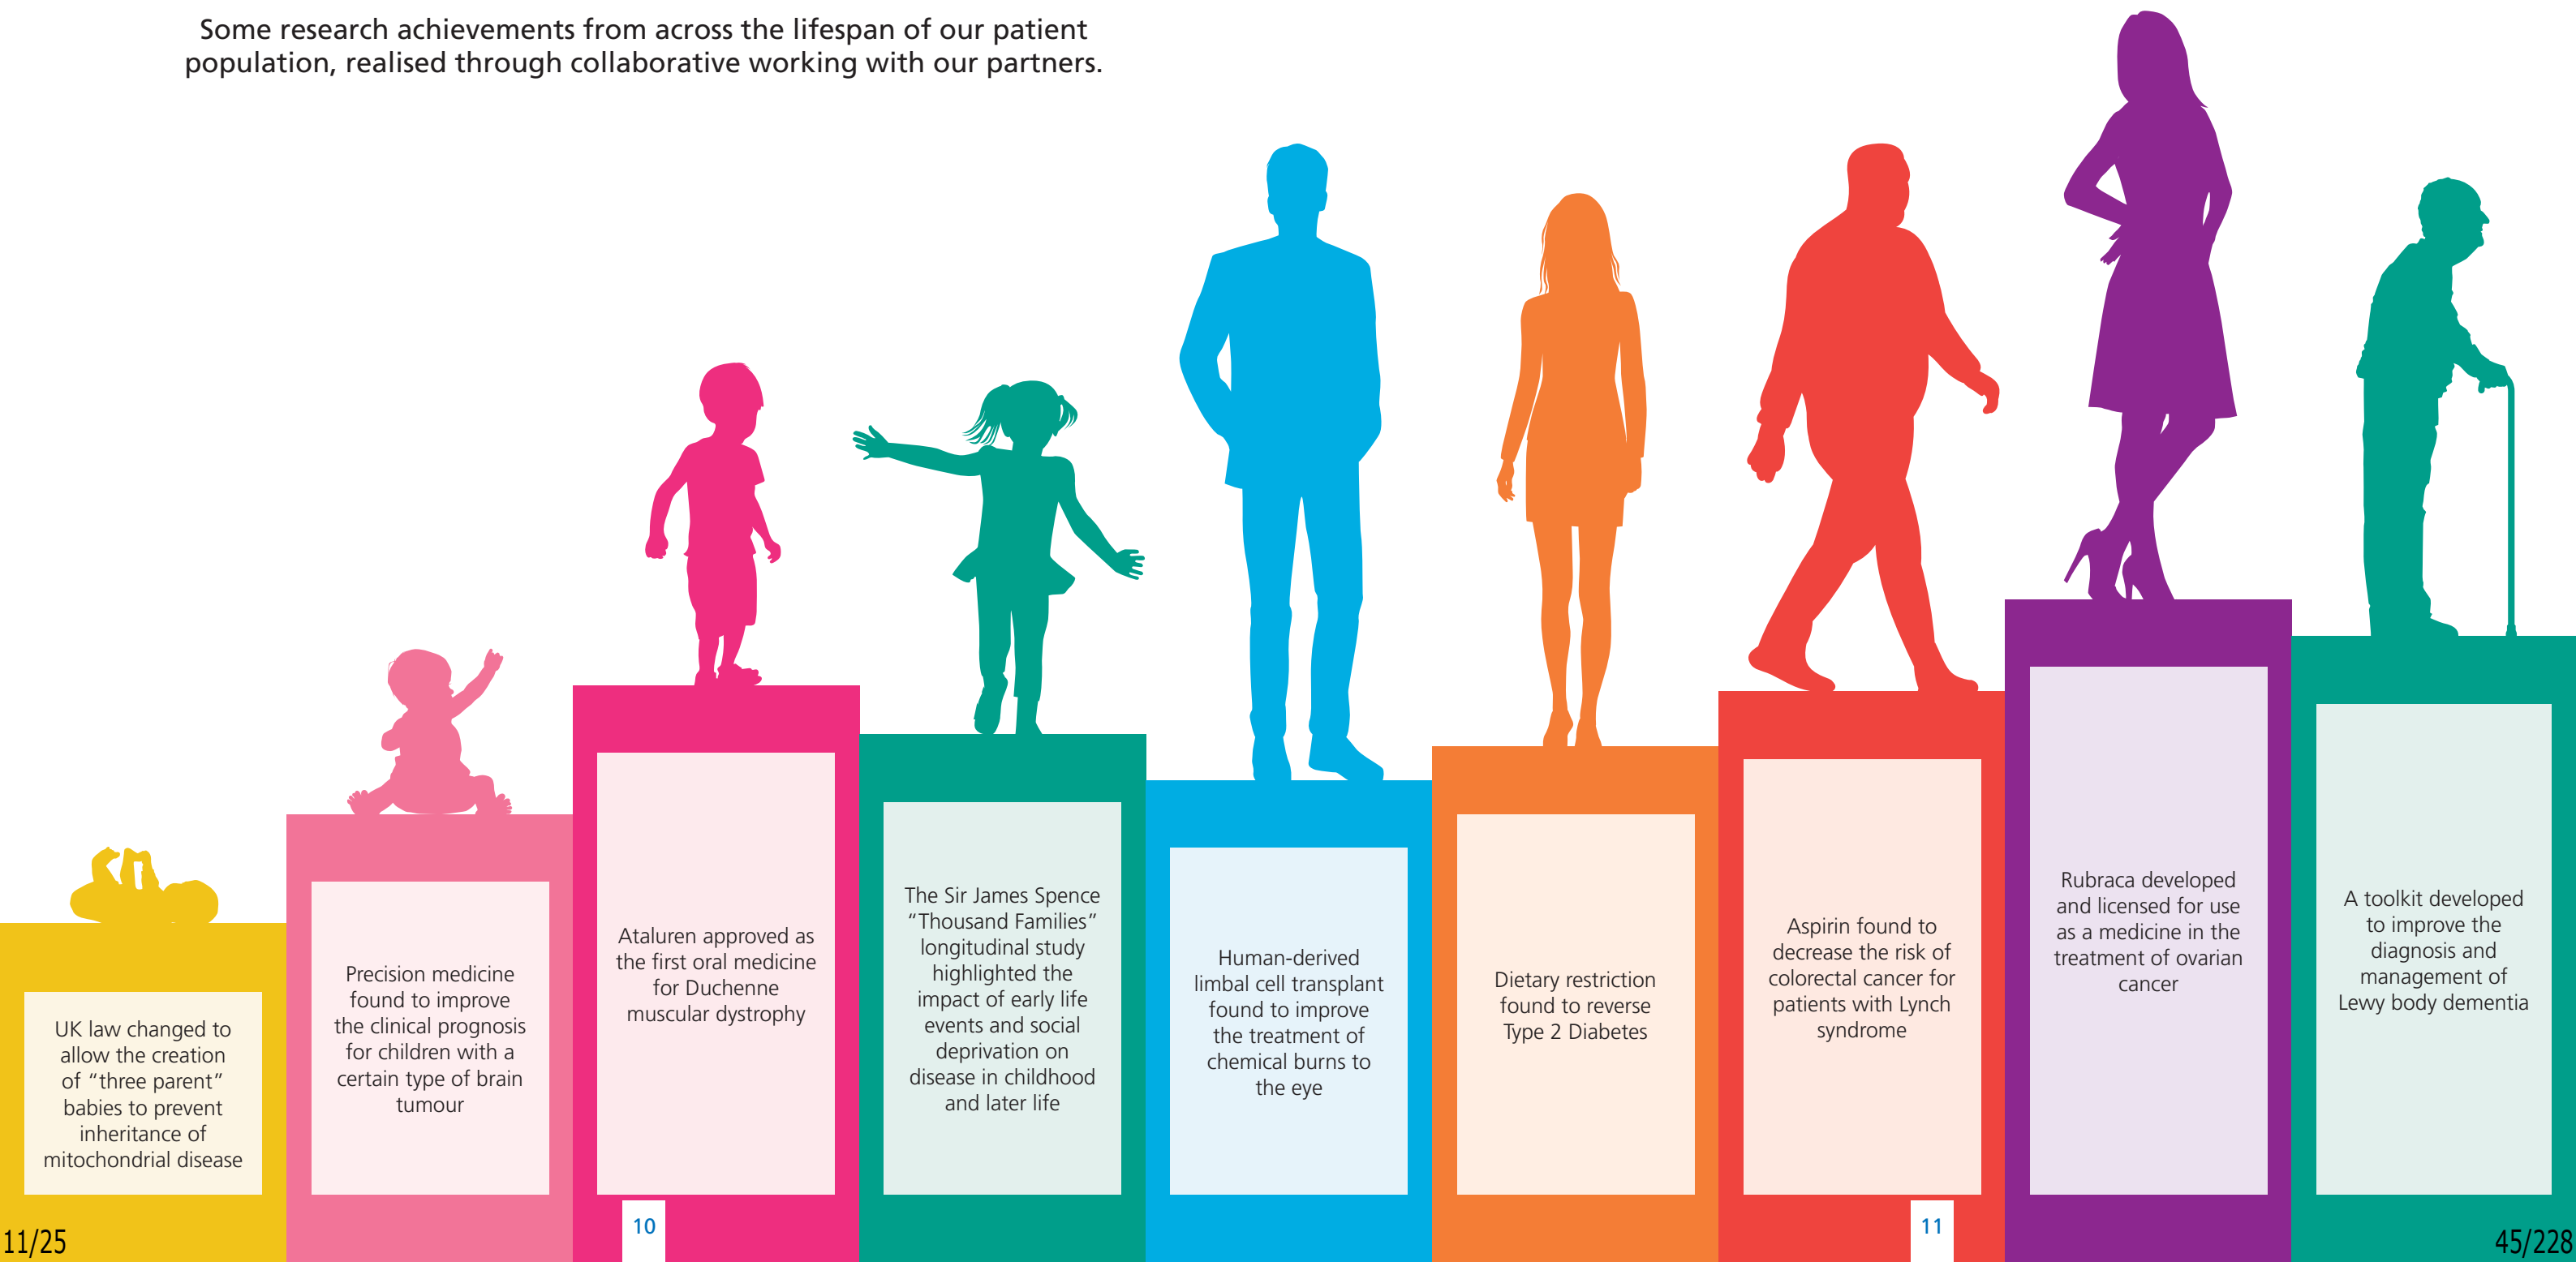 Some research achievements from across the lifespan of our patient
population, realised through collaborative working with our partners.
UK law changed to
allow the creation
of “three parent”
babies to prevent
inheritance of
mitochondrial disease
Precision medicine
found to improve
the clinical prognosis
for children with a
certain type of brain
tumour
Ataluren approved as
the first oral medicine
for Duchenne
muscular dystrophy
The Sir James Spence
“Thousand Families”
longitudinal study
highlighted the
impact of early life
events and social
deprivation on
disease in childhood
and later life
Human-derived
limbal cell transplant
found to improve
the treatment of
chemical burns to
the eye
Dietary restriction
found to reverse
Type 2 Diabetes
Aspirin found to
decrease the risk of
colorectal cancer for
patients with Lynch
syndrome
Rubraca developed
and licensed for use
as a medicine in the
treatment of ovarian
cancer
A toolkit developed
to improve the
diagnosis and
management of
Lewy body dementia
11/25
10
11
45/228